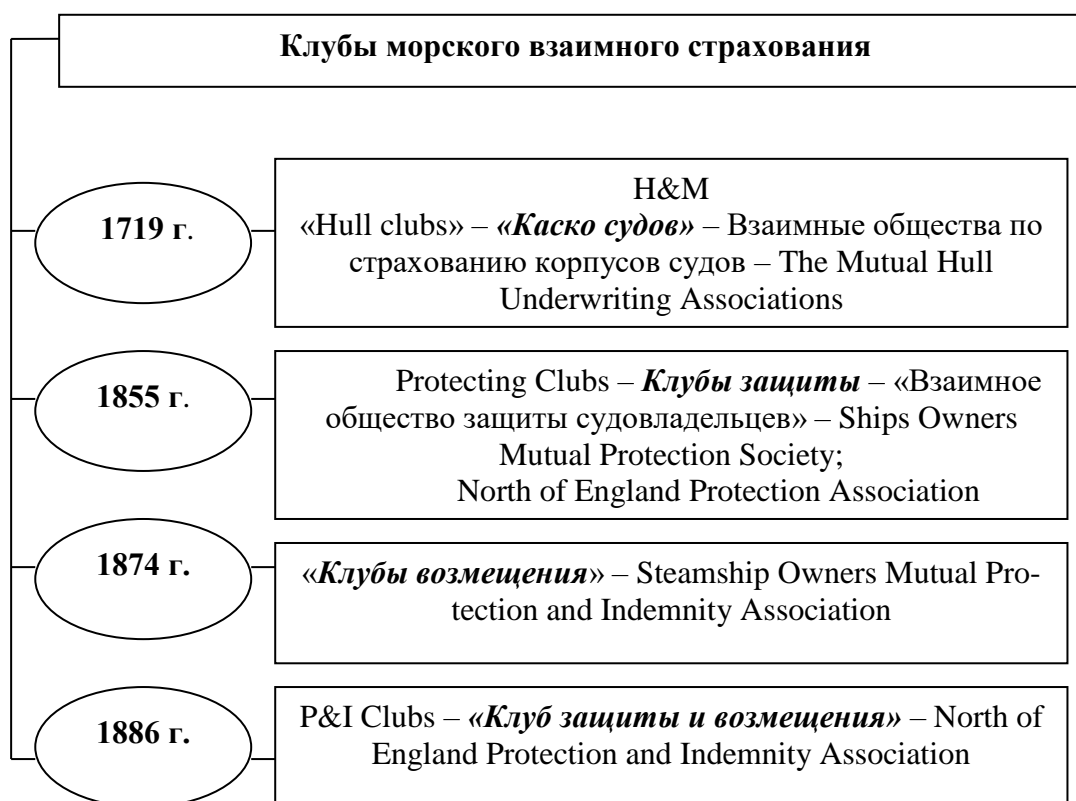 Клубы морского взаимного страхования
1719 г.
H&M
«Hull clubs» – «Каско судов» – Взаимные общества по
страхованию корпусов судов – The Mutual Hull
Underwriting Associations
1855 г.
Protecting Clubs – Клубы защиты – «Взаимное
общество защиты судовладельцев» – Ships Owners
Mutual Protection Society;
North of England Protection Association
1874 г.
«Клубы возмещения» – Steamship Owners Mutual Pro-
tection and Indemnity Association
1886 г.
P&I Clubs – «Клуб защиты и возмещения» – North of
England Protection and Indemnity Association